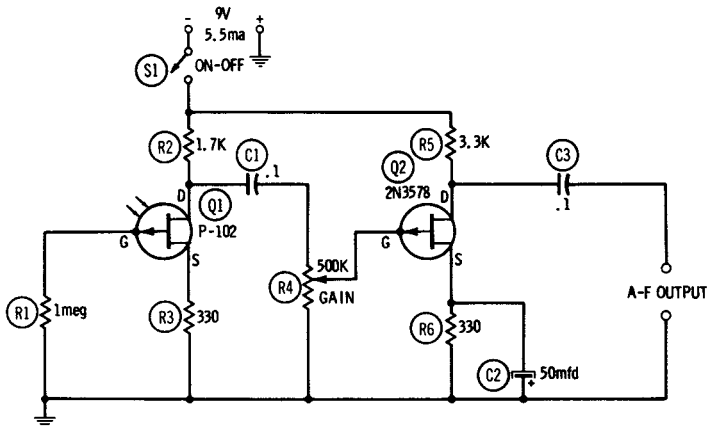 - 9V +
5.5ma
S1 ON-OFF
R2 1.7K
C1 .1
R5 3.3K
Q2
2N3578
C3 .1
D
Q1
P-102
G
S
D
G
S
500K
R4
GAIN
A-F OUTPUT
R1 1meg
R3 330
R6 330
C2 50mfd
+